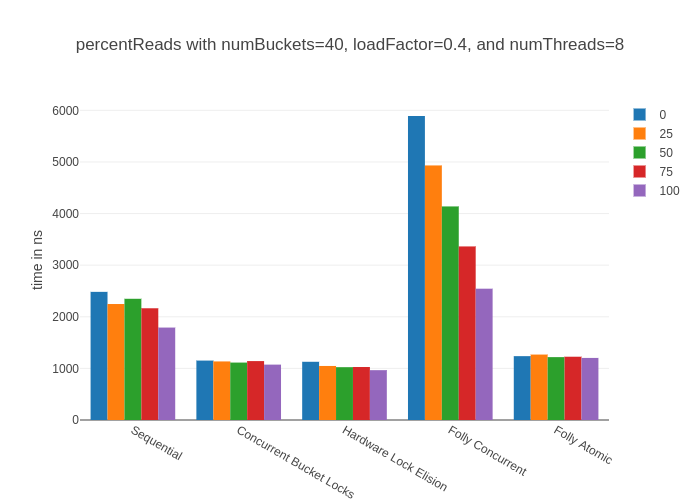 percentReads with numBuckets=40, loadFactor=0.4, and numThreads=8
0
25
50
75
100
time in ns
6000
5000
4000
3000
2000
1000
0
Sequential
Concurrent Bucket Locks
Hardware Lock Elision
Folly Concurrent
Folly Atomic